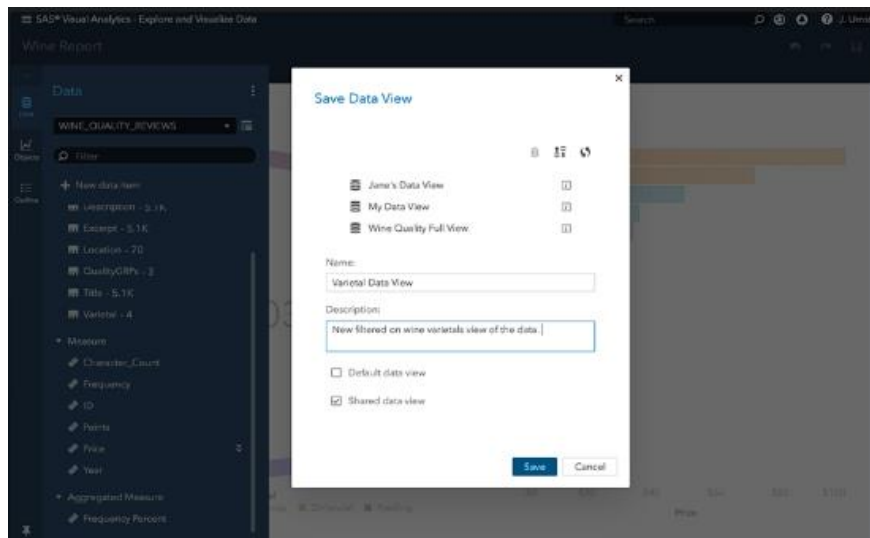 SAS® Visual Analytics - Explore and Visualize Data
Search
Wine Report
Data
WINE_QUALITY_REVIEWS
Filter
Objects
Outline
New data item
Description - 5.1K
Excerpt - 5.1K
Location - 70
QualityGRPs - 2
Title - 5.1K
Varietal - 4
Measure
Character_Count
Frequency
ID
Points
Price
Year
Aggregated Measure
Frequency Percent
Save Data View
Jane's Data View
My Data View
Wine Quality Full View
Name:
Varietal Data View
Description:
New filtered on wine varietals view of the data.
Default data view
Shared data view
Save
Cancel
Price